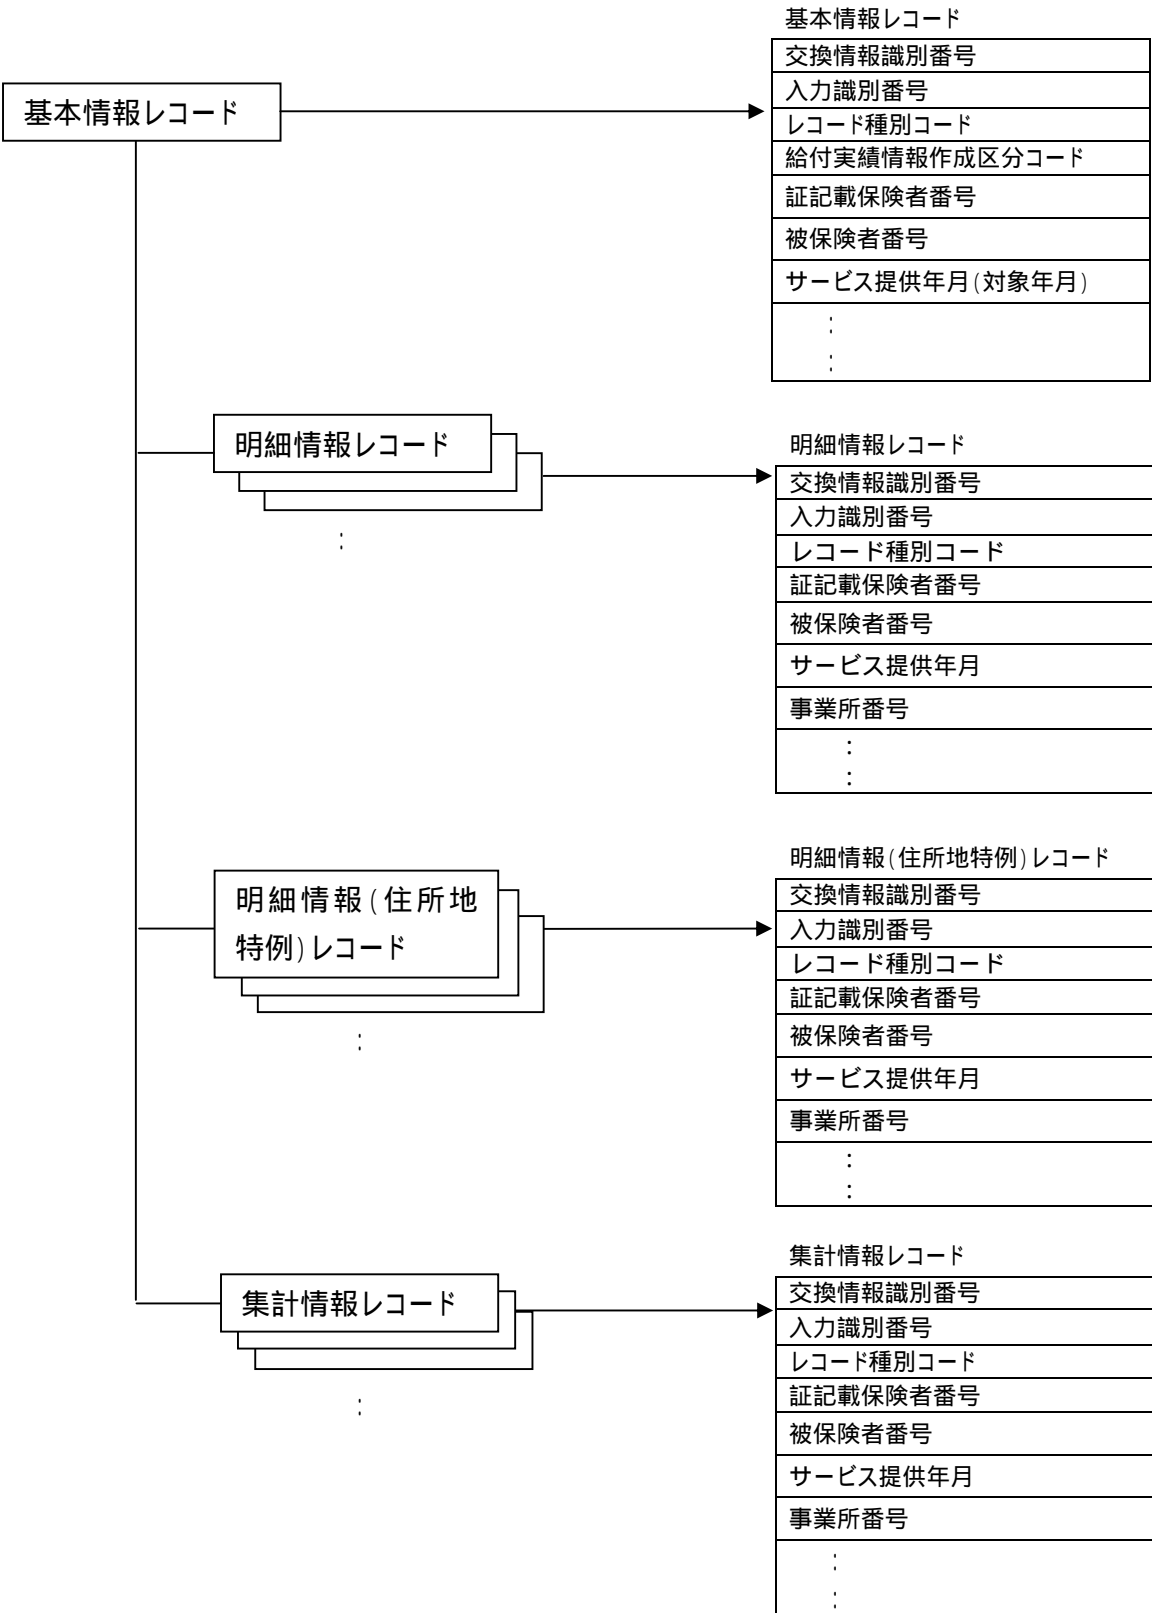 基本情報レコード
基本情報レコード
交換情報識別番号
入力識別番号
レコード種別コード
給付実績情報作成区分コード
証記載保険者番号
被保険者番号
サービス提供年月(対象年月)
:
:
明細情報レコード
:
明細情報レコード
交換情報識別番号
入力識別番号
レコード種別コード
証記載保険者番号
被保険者番号
サービス提供年月
事業所番号
:
:
明細情報(住所地
特例)レコード
:
明細情報(住所地特例)レコード
交換情報識別番号
入力識別番号
レコード種別コード
証記載保険者番号
被保険者番号
サービス提供年月
事業所番号
:
:
集計情報レコード
:
集計情報レコード
交換情報識別番号
入力識別番号
レコード種別コード
証記載保険者番号
被保険者番号
サービス提供年月
事業所番号
:
: